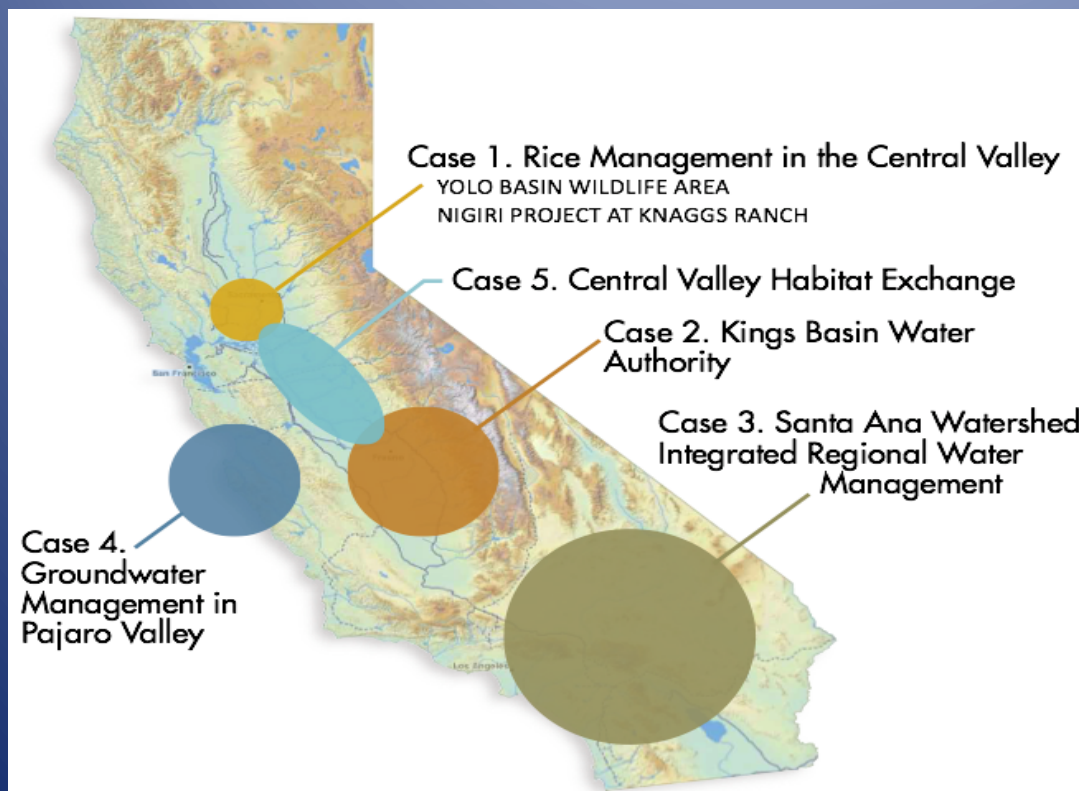 Case 1. Rice Management in the Central Valley
YOLO BASIN WILDLIFE AREA
NIGIRI PROJECT AT KNAGGS RANCH
Case 5. Central Valley Habitat Exchange
Case 2. Kings Basin Water
Authority
San Francisco
Case 3. Santa Ana Watershed
Integrated Regional Water
Management
Case 4.
Groundwater
Management in
Pajaro Valley
Los Angeles